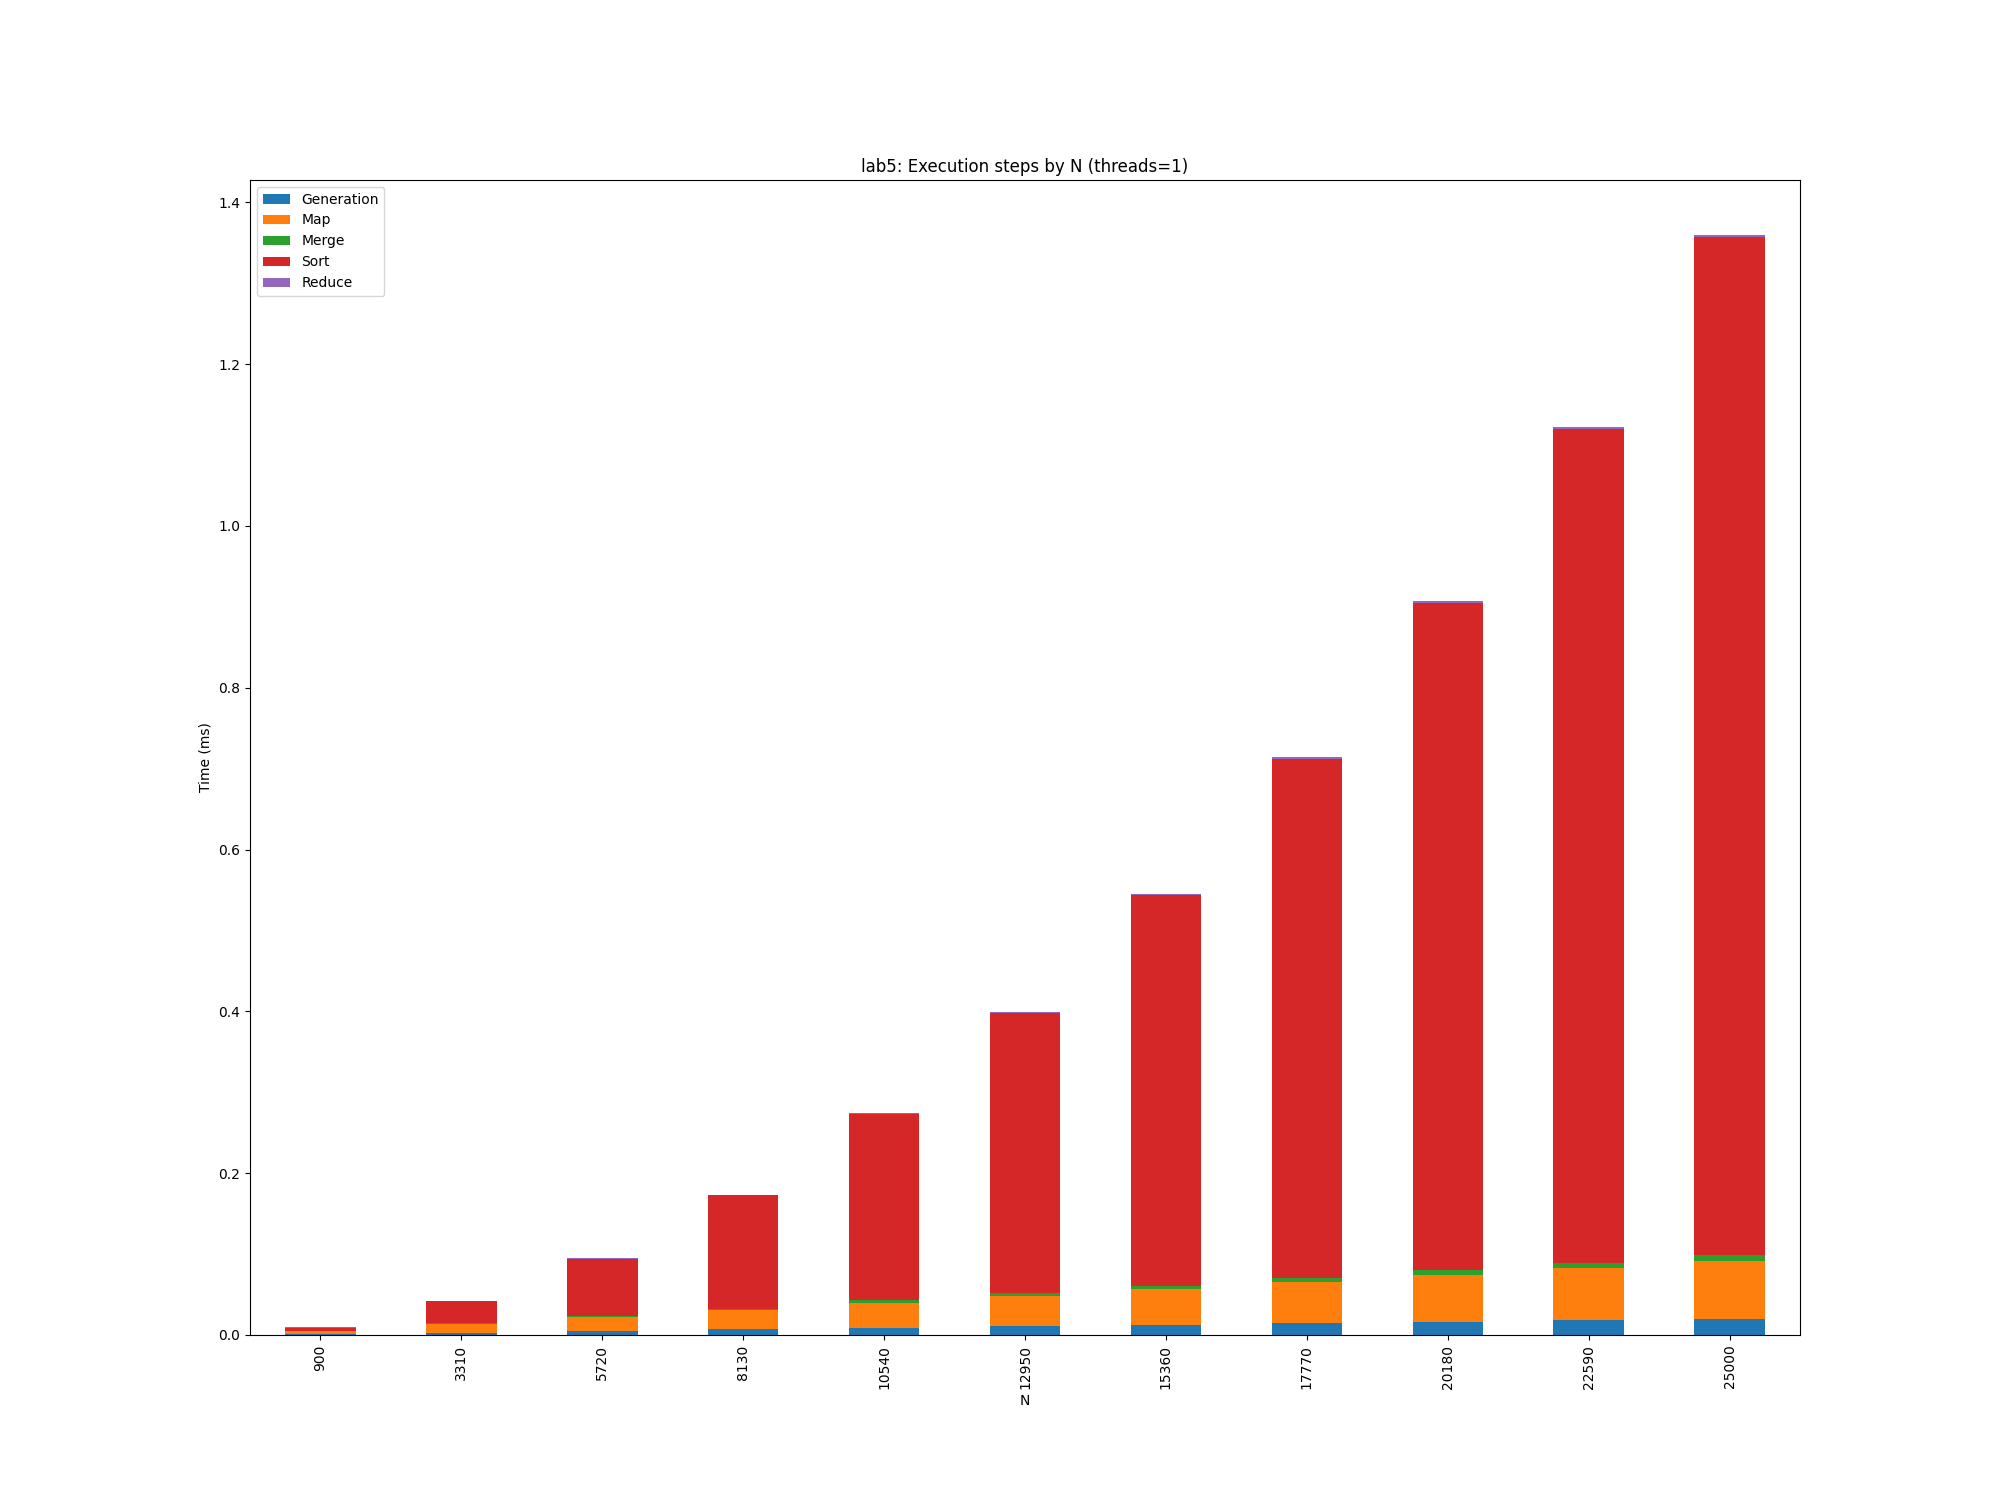 lab5: Execution steps by N (threads=1)
Generation
Map
Merge
Sort
Reduce
1.4
1.2
1.0
0.8
0.6
0.4
0.2
0.0
Time (ms)
900
3310
5720
8130
10540
12950
15360
17770
20180
22590
25000
N